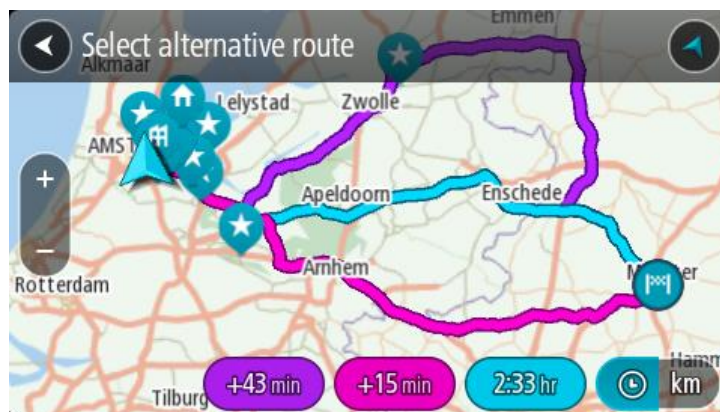 Emmen
Select alternative route
Alkmaar
Lelystad
Zwolle
AMST
+
Apeldoorn
Enschede
−
Arnhem
Rotterdam
Hamm
Tilburg
+43 min
+15 min
2:33 hr
km